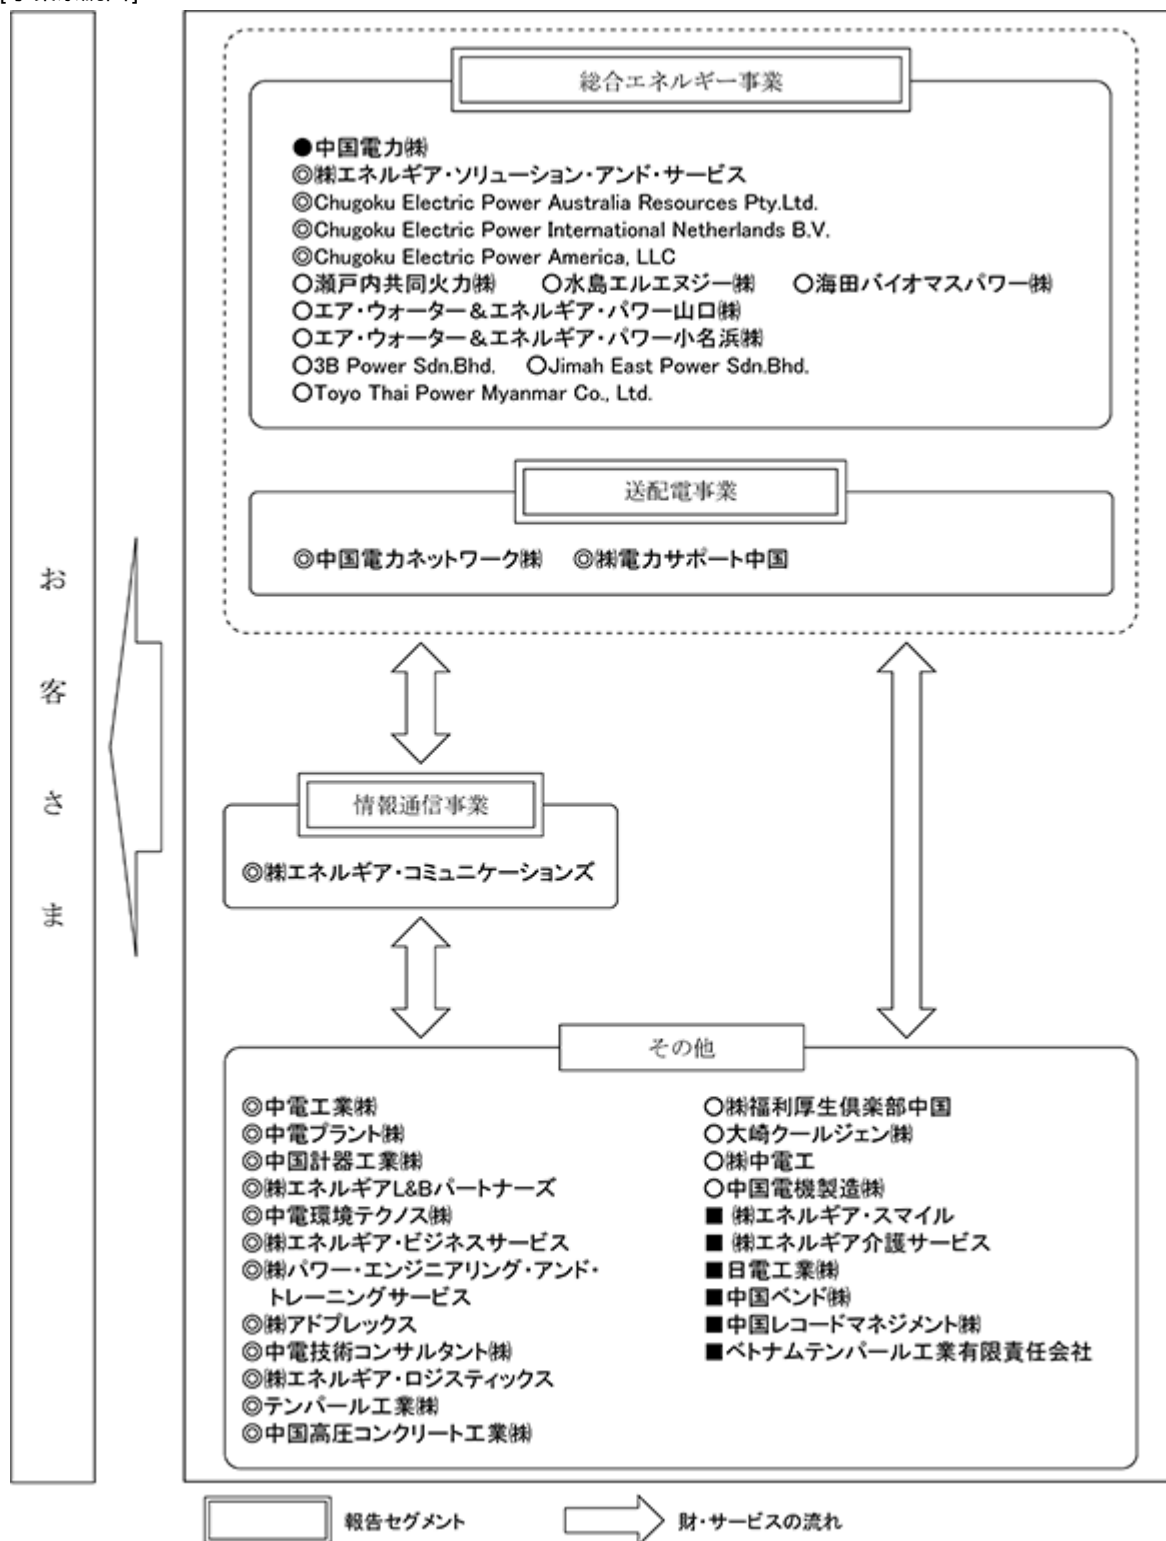 お客さま
総合エネルギー事業
●中国電力㈱
◎㈱エネルギア・ソリューション・アンド・サービス
◎Chugoku Electric Power Australia Resources Pty.Ltd.
◎Chugoku Electric Power International Netherlands B.V.
◎Chugoku Electric Power America, LLC
○瀬戸内共同火力㈱　○水島エルエヌジー㈱　○海田バイオマスパワー㈱
○エア・ウォーター＆エネルギア・パワー山口㈱
○エア・ウォーター＆エネルギア・パワー小名浜㈱
○3B Power Sdn.Bhd.　○Jimah East Power Sdn.Bhd.
○Toyo Thai Power Myanmar Co., Ltd.
送配電事業
◎中国電力ネットワーク㈱　◎㈱電力サポート中国
情報通信事業
◎㈱エネルギア・コミュニケーションズ
その他
◎中電工業㈱
◎中電プラント㈱
◎中国計器工業㈱
◎㈱エネルギアL&Bパートナーズ
◎中電環境テクノス㈱
◎㈱エネルギア・ビジネスサービス
◎㈱パワー・エンジニアリング・アンド・
トレーニングサービス
◎㈱アドプレックス
◎中電技術コンサルタント㈱
◎㈱エネルギア・ロジスティックス
◎テンパール工業㈱
◎中国高圧コンクリート工業㈱
○㈱福利厚生倶楽部中国
○大崎クールジェン㈱
○㈱中電工
○中国電機製造㈱
■ ㈱エネルギア・スマイル
■ ㈱エネルギア介護サービス
■日電工業㈱
■中国ベンド㈱
■中国レコードマネジメント㈱
■ベトナムテンパール工業有限責任会社
報告セグメント
財・サービスの流れ